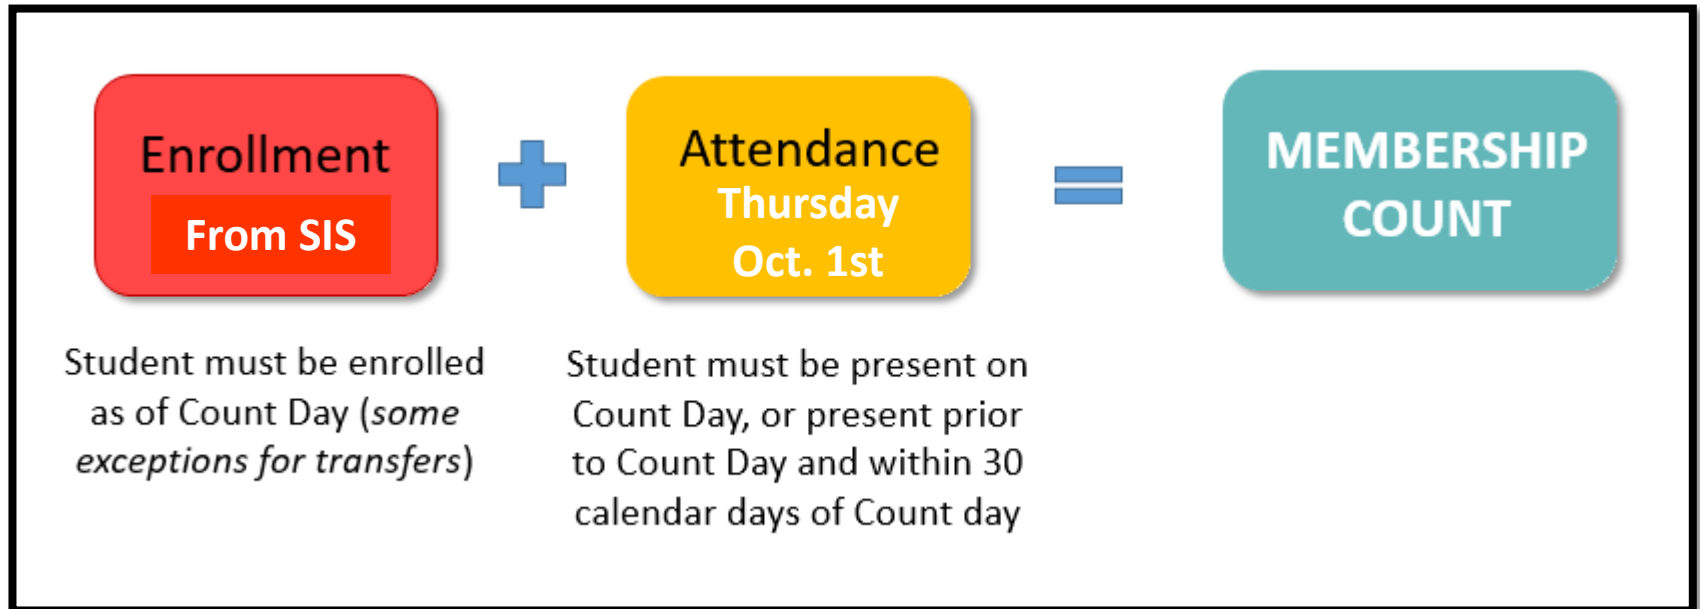 Enrollment
From SIS
Attendance
Thursday
Oct. 1st
MEMBERSHIP
COUNT
Student must be enrolled
as of Count Day (some
exceptions for transfers)
Student must be present on
Count Day, or present prior
to Count Day and within 30
calendar days of Count day